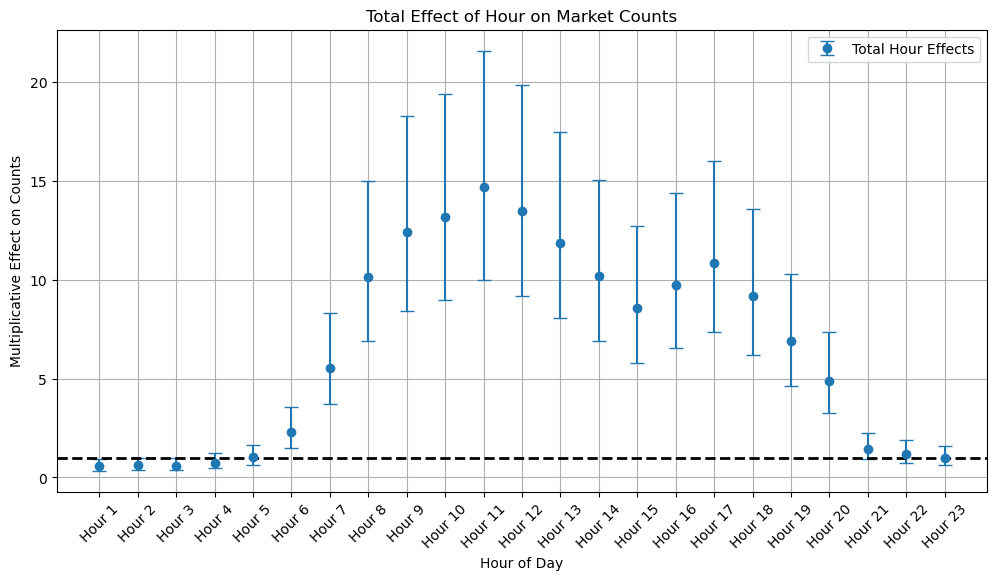 Total Effect of Hour on Market Counts
Total Hour Effects
Multiplicative Effect on Counts
20
15
10
5
0
Hour 1
Hour 2
Hour 3
Hour 4
Hour 5
Hour 6
Hour 7
Hour 8
Hour 9
Hour 10
Hour 11
Hour 12
Hour 13
Hour 14
Hour 15
Hour 16
Hour 17
Hour 18
Hour 19
Hour 20
Hour 21
Hour 22
Hour 23
Hour of Day